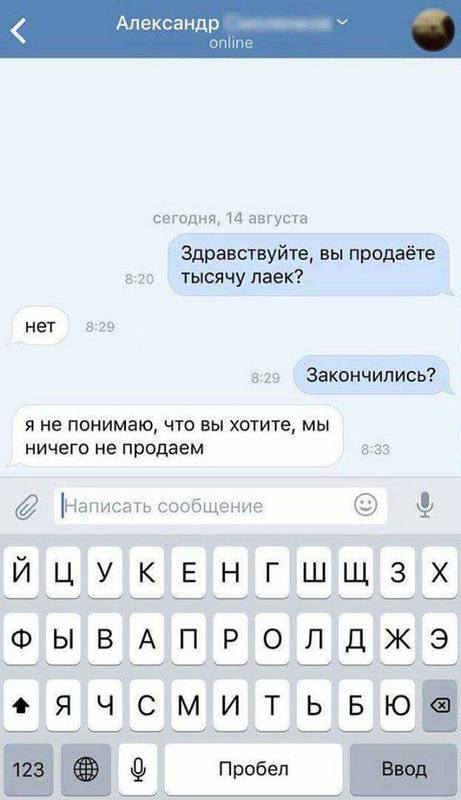 Александр
online
сегодня, 14 августа
Здравствуйте, вы продаёте
тысячу лаек?
8:20
нет
8:29
Закончились?
8:29
я не понимаю, что вы хотите, мы
ничего не продаем
8:33
Написать сообщение
Й Ц У К Е Н Г Ш Щ З Х
Ф Ы В А П Р О Л Д Ж Э
Я Ч С М И Т Ь Б Ю
123 Пробел Ввод